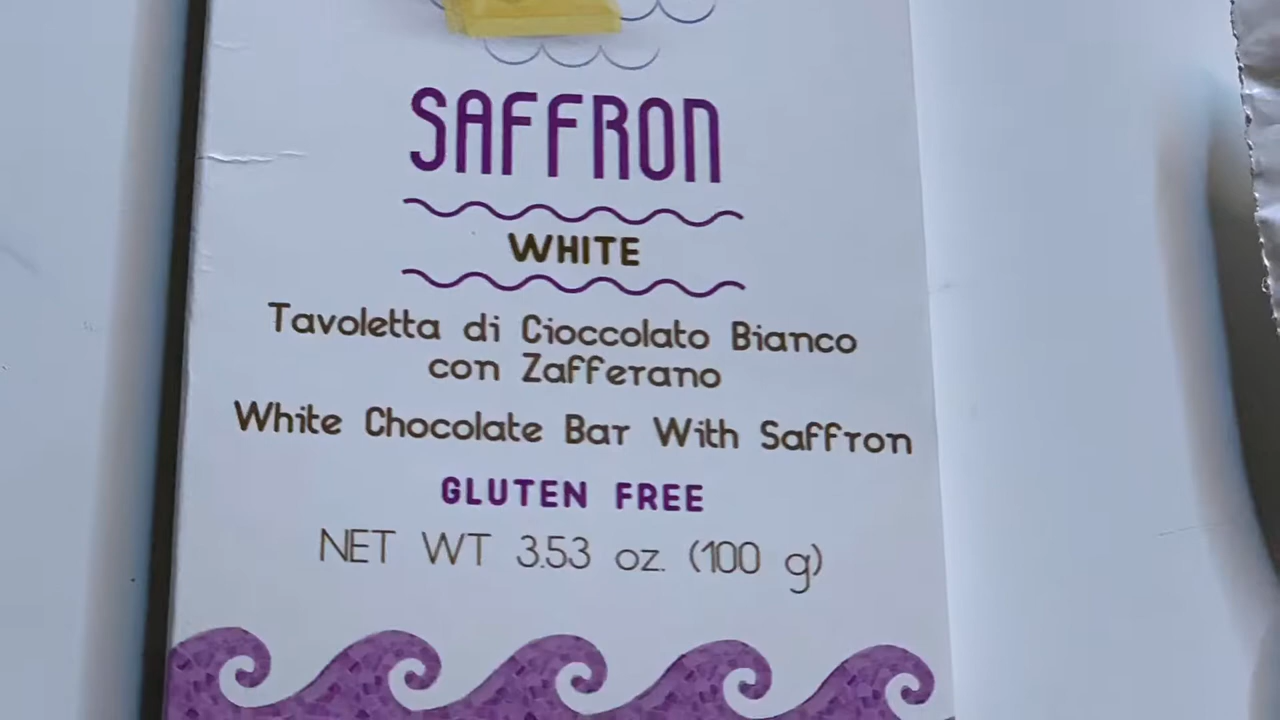 SAFFRON
WHITE
Tavoletta di Cioccolato Bianco
con Zafferano
White Chocolate Bar With Saffron
GLUTEN FREE
NET WT 3.53 oz. (100 g)